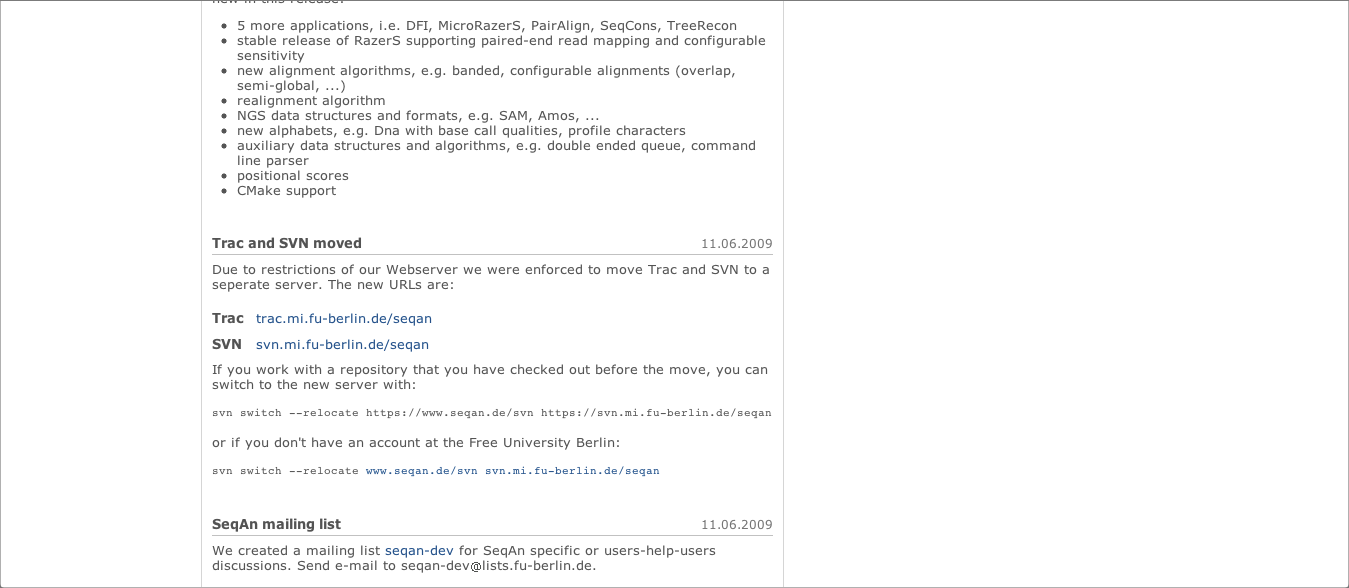 5 more applications, i.e. DFI, MicroRazerS, PairAlign, SeqCons, TreeRecon
stable release of RazerS supporting paired-end read mapping and configurable
sensitivity
new alignment algorithms, e.g. banded, configurable alignments (overlap,
semi-global, ...)
realignment algorithm
NGS data structures and formats, e.g. SAM, Amos, ...
new alphabets, e.g. Dna with base call qualities, profile characters
auxiliary data structures and algorithms, e.g. double ended queue, command
line parser
positional scores
CMake support
Trac and SVN moved 11.06.2009
Due to restrictions of our Webserver we were enforced to move Trac and SVN to a
seperate server. The new URLs are:
Trac trac.mi.fu-berlin.de/seqan
SVN svn.mi.fu-berlin.de/seqan
If you work with a repository that you have checked out before the move, you can
switch to the new server with:
svn switch --relocate https://www.seqan.de/svn https://svn.mi.fu-berlin.de/seqan
or if you don't have an account at the Free University Berlin:
svn switch --relocate www.seqan.de/svn svn.mi.fu-berlin.de/seqan
SeqAn mailing list 11.06.2009
We created a mailing list seqan-dev for SeqAn specific or users-help-users
discussions. Send e-mail to seqan-dev@lists.fu-berlin.de.